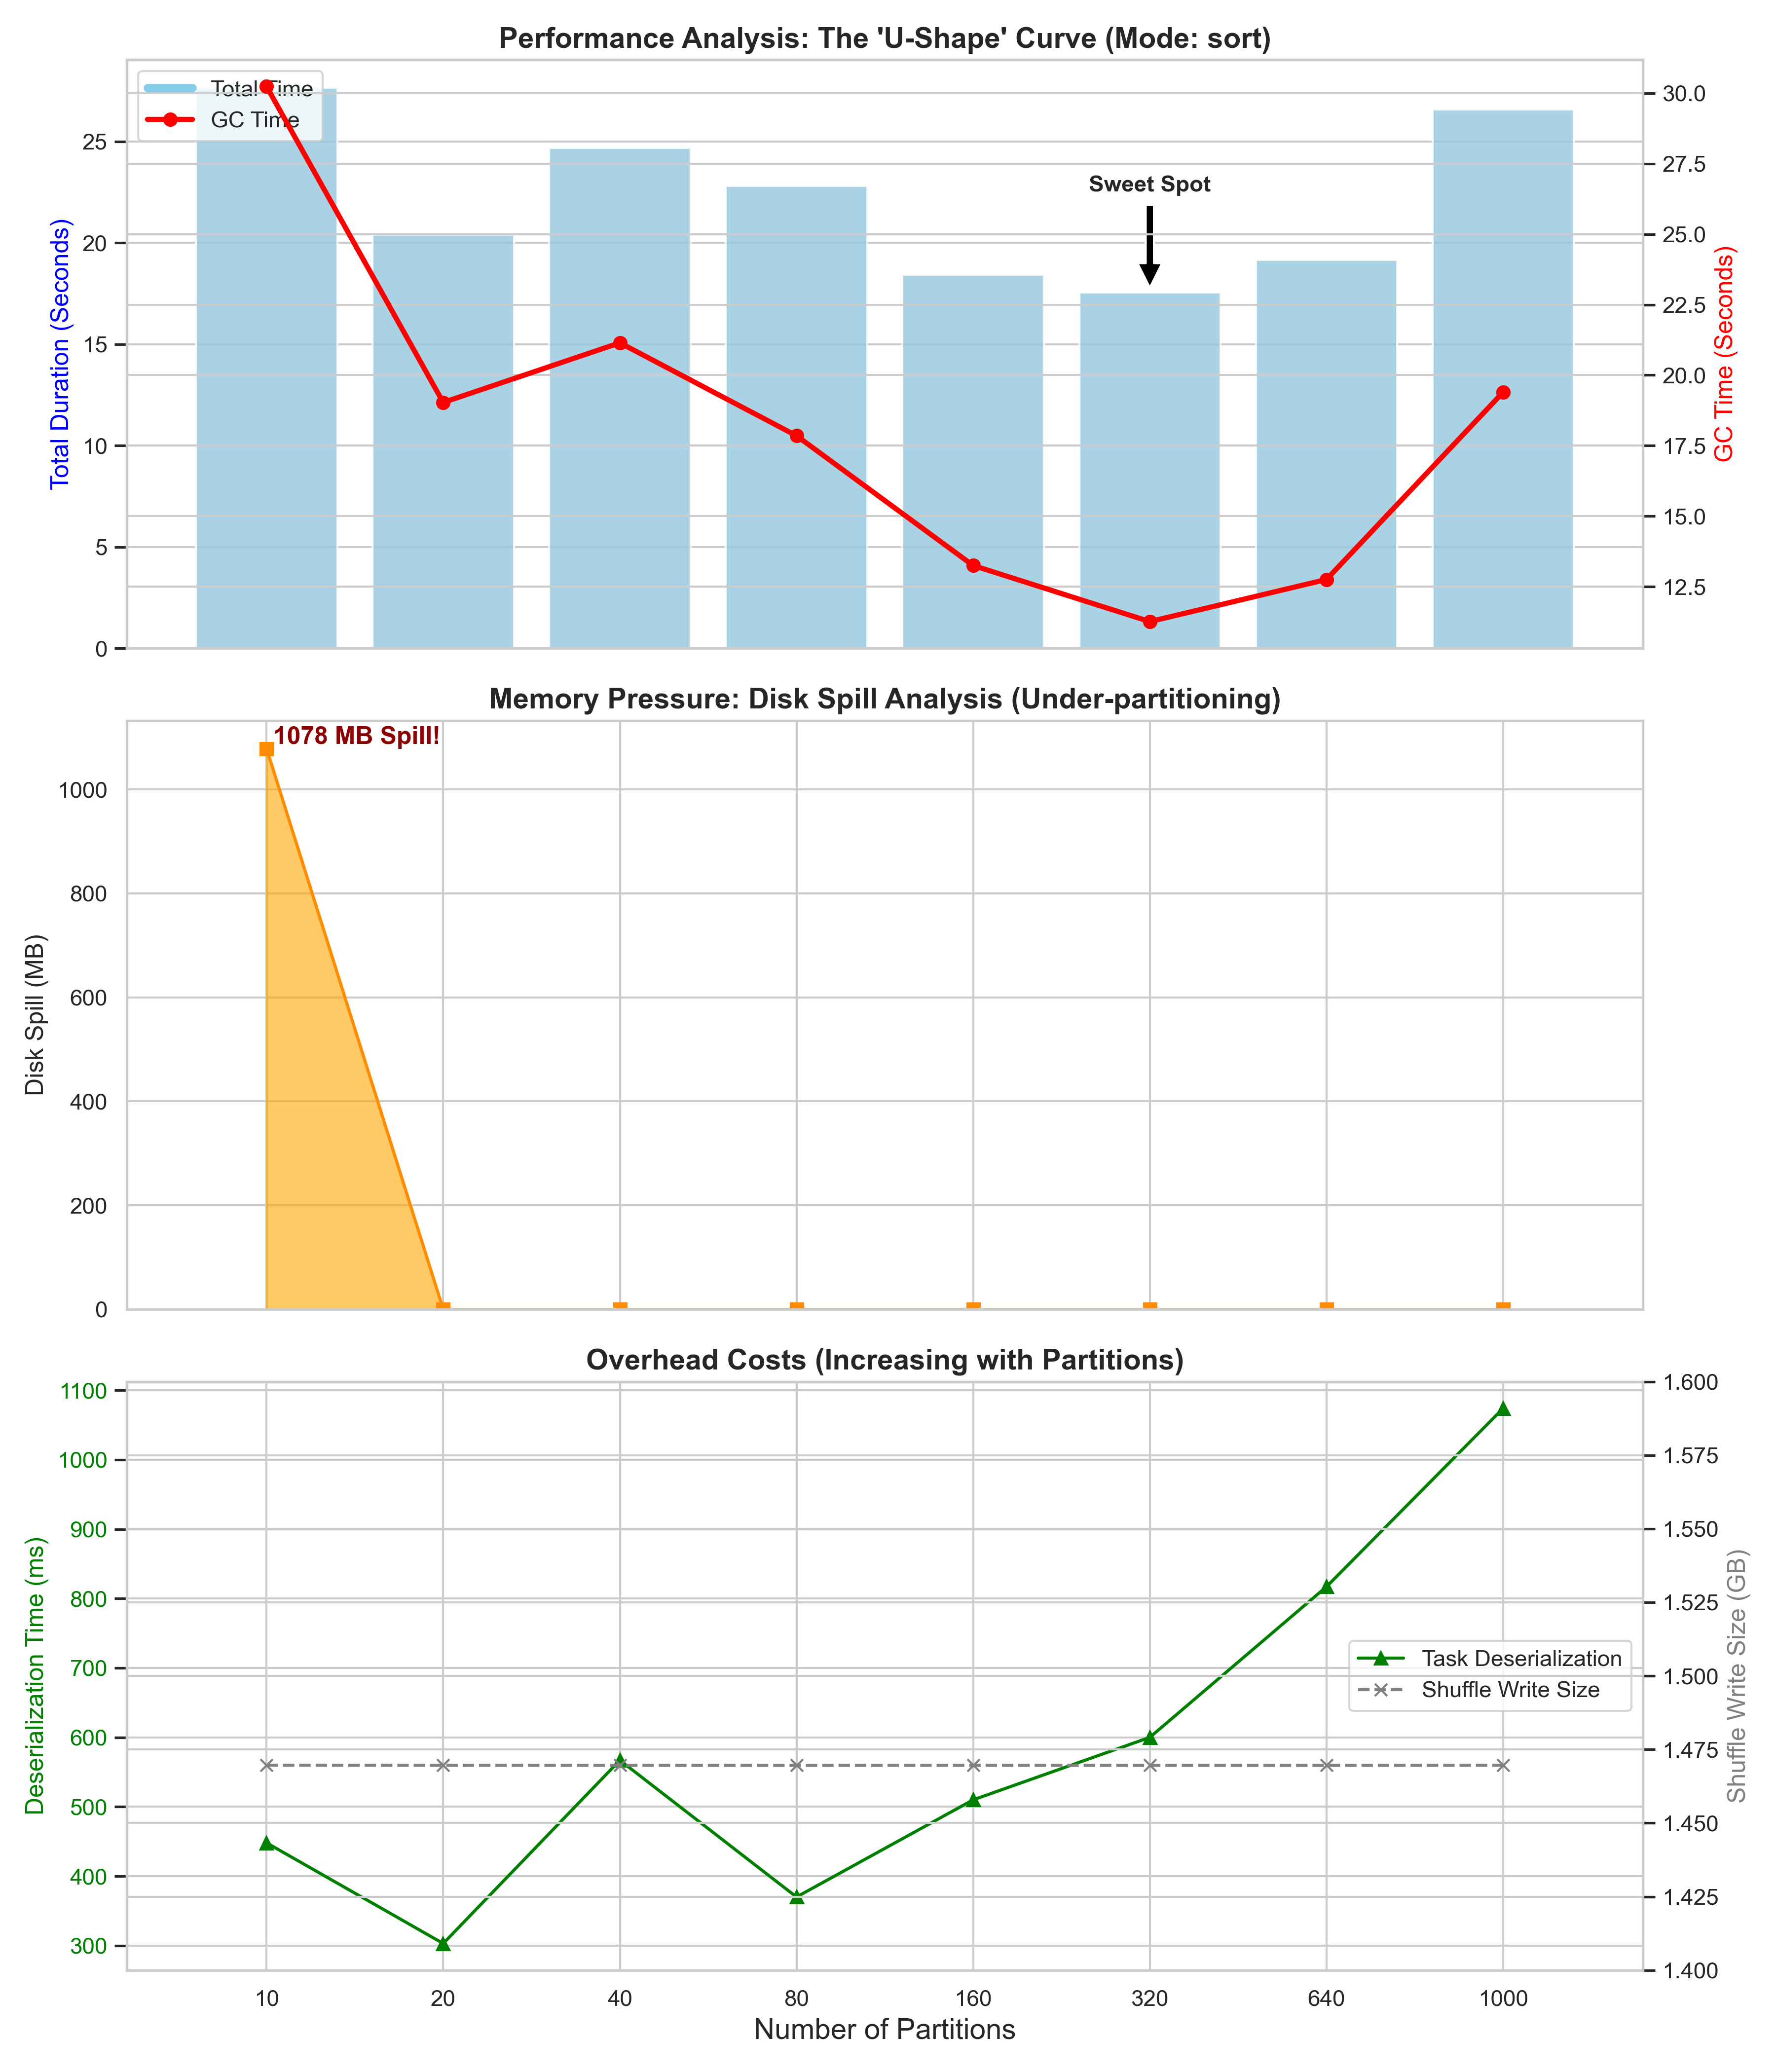 Performance Analysis: The 'U-Shape' Curve (Mode: sort)
Total Time
GC Time
Sweet Spot
Total Duration (Seconds)
25
20
15
10
5
0
GC Time (Seconds)
30.0
27.5
25.0
22.5
20.0
17.5
15.0
12.5
Memory Pressure: Disk Spill Analysis (Under-partitioning)
1078 MB Spill!
Disk Spill (MB)
1000
800
600
400
200
0
Overhead Costs (Increasing with Partitions)
Deserialization Time (ms)
1100
1000
900
800
700
600
500
400
300
Task Deserialization
Shuffle Write Size
Shuffle Write Size (GB)
1.600
1.575
1.550
1.525
1.500
1.475
1.450
1.425
1.400
10 20 40 80 160 320 640 1000
Number of Partitions